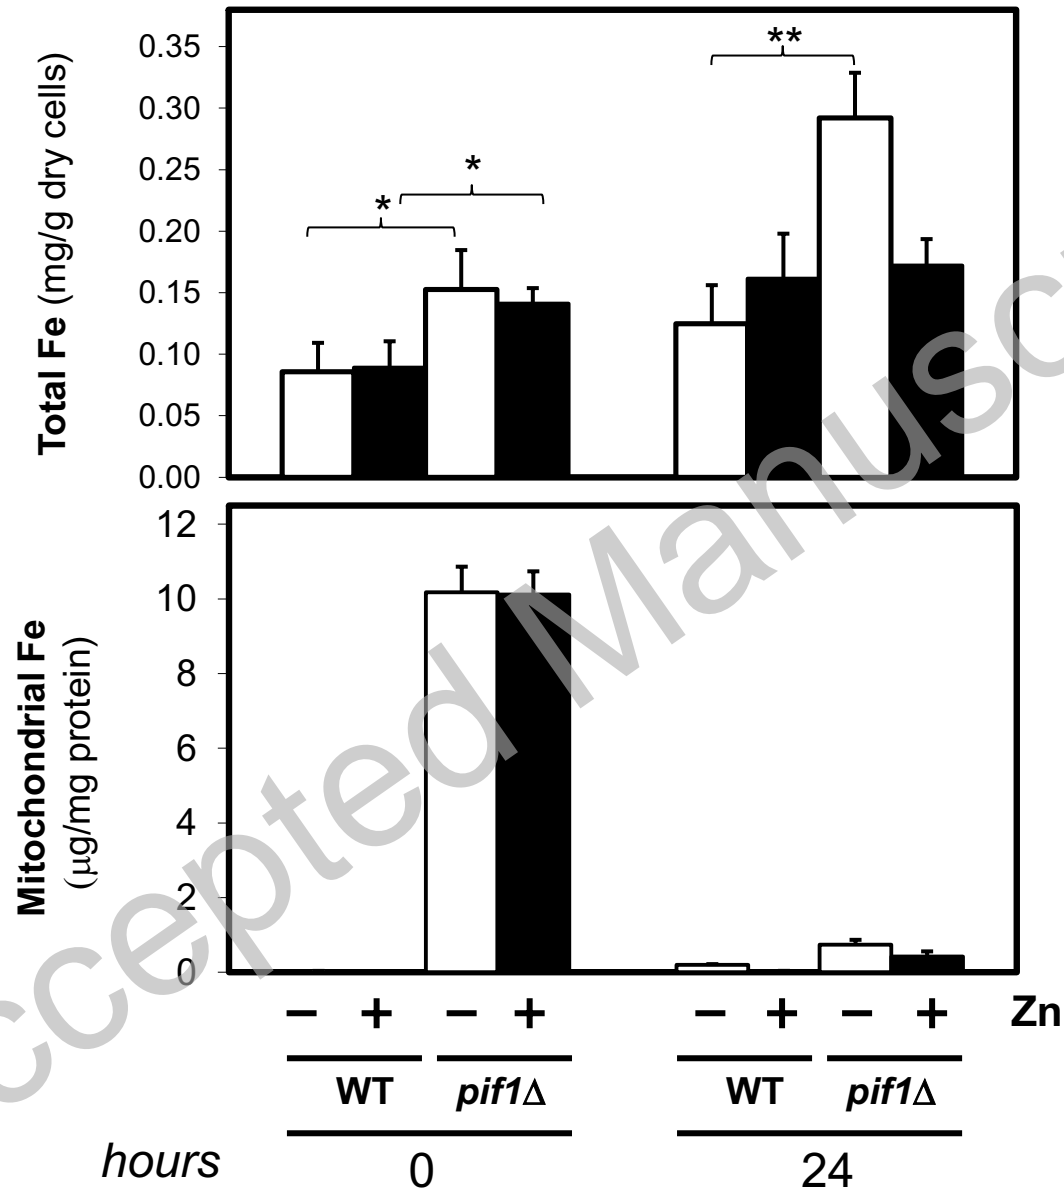 Total Fe (mg/g dry cells)
0.35
0.30
0.25
0.20
0.15
0.10
0.05
0.00
* * **
Mitochondrial Fe
(μg/mg protein)
12
10
8
6
4
2
0
− + − + − + − + Zn
WT pif1Δ WT pif1Δ
hours 0 24
ccepted Manusc